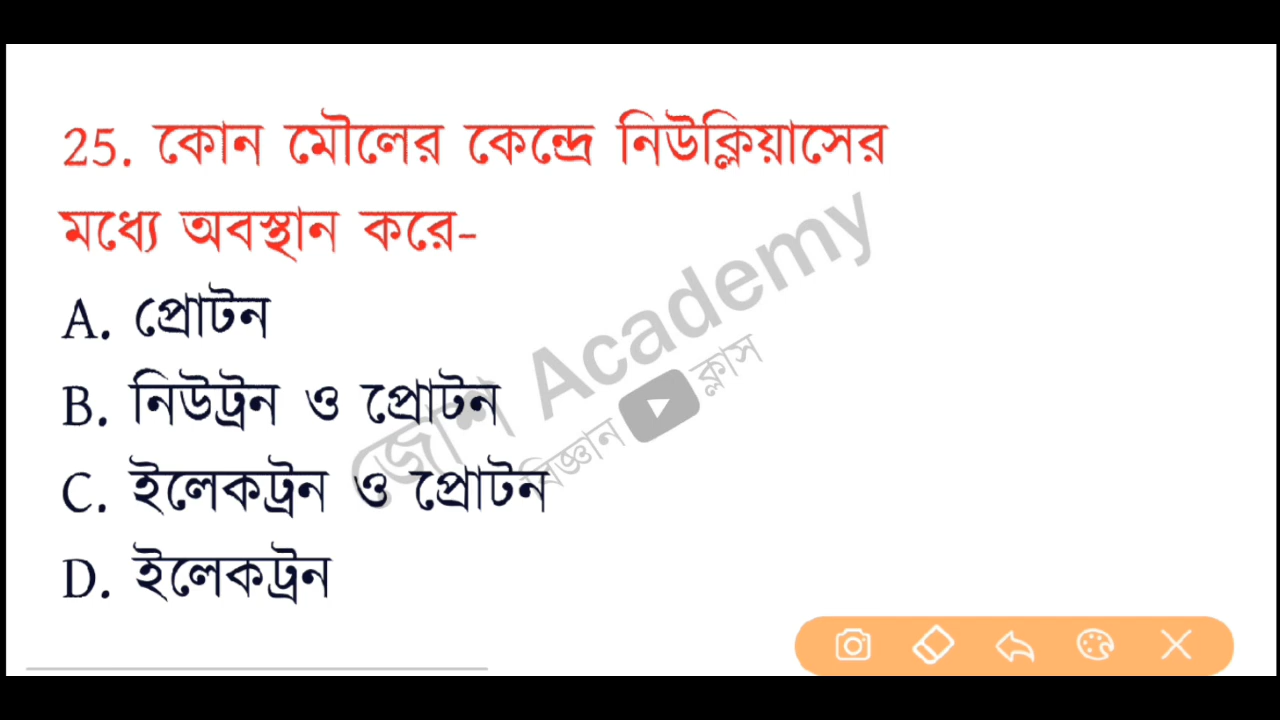 25. কোন মৌলের কেন্দ্রে নিউক্লিয়াসের
মধ্যে অবস্থান করে-
A. প্রোটন
B. নিউট্রন ও প্রোটন
C. ইলেকট্রন ও প্রোটন
D. ইলেকট্রন
জোশ Academy
বিজ্ঞান ক্লাস